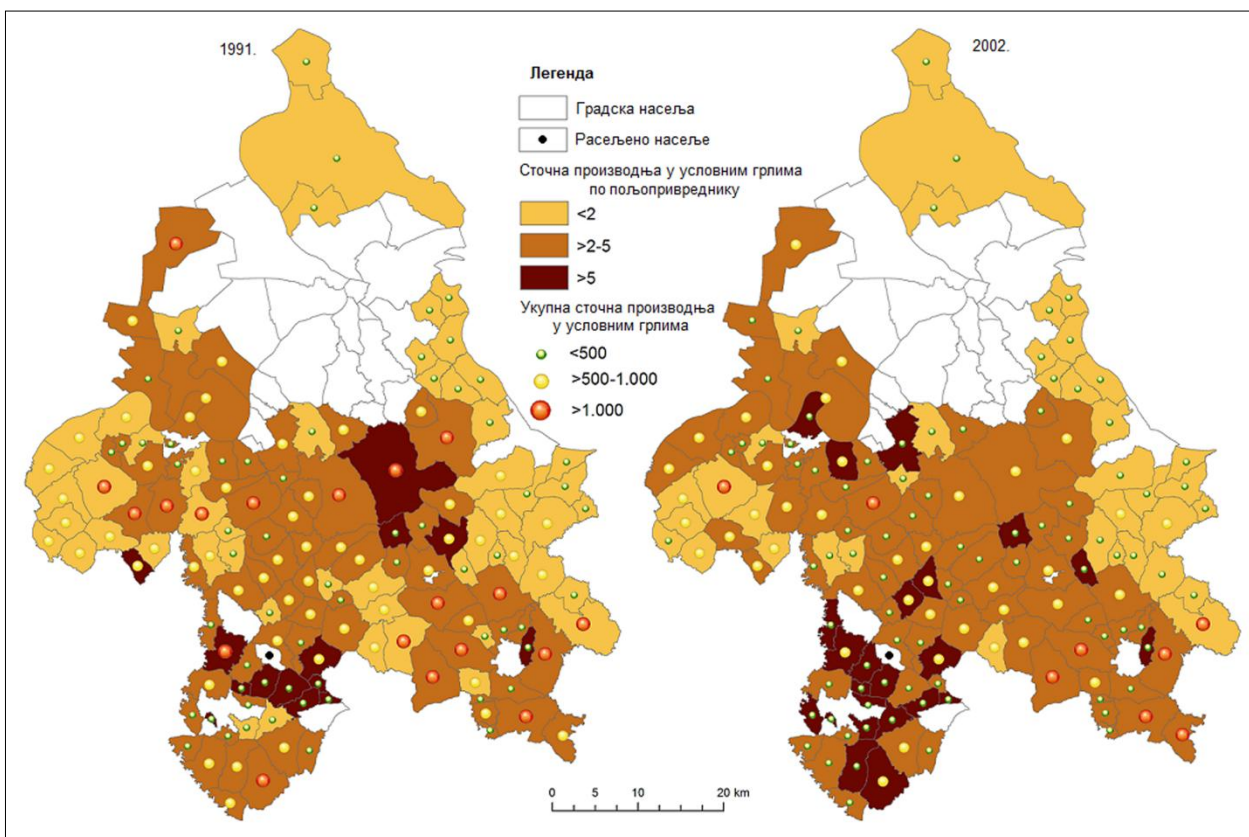 1991.
2002.
Легенда
Градска насеља
Расељено насеље
Сточна производња у условним грлима
по пољопривреднику
<2
>2-5
>5
Укупна сточна производња
у условним грлима
<500
>500-1.000
>1.000
0 5 10 20 km